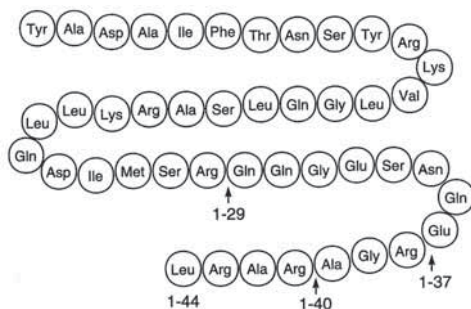 Tyr Ala Asp Ala Ile Phe Thr Asn Ser Tyr Arg
Lys
Leu Leu Lys Arg Ala Ser Leu Gln Gly Leu Val
Gln Asp Ile Met Ser Arg Gln Gln Gly Glu Ser Asn
Gln
1-29
Glu
Leu Arg Ala Arg Ala Gly Arg
1-37
1-44 1-40